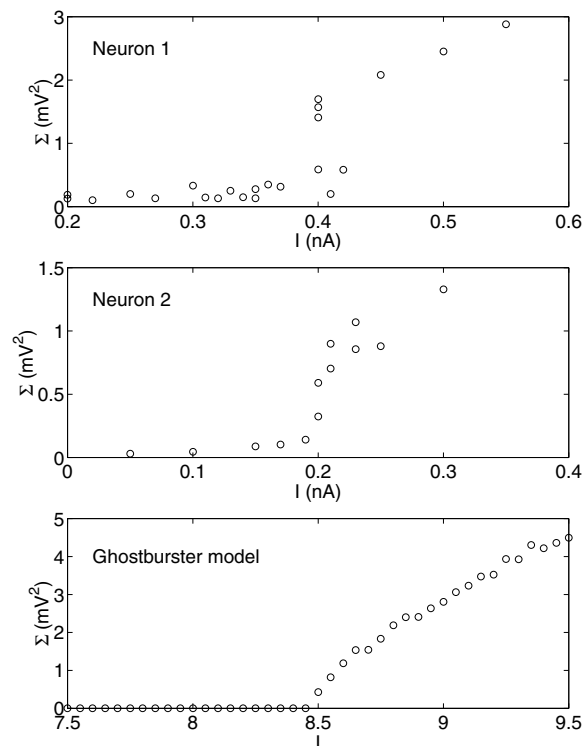 3
2
1
0
Σ (mV²)
Neuron 1
0.2 0.3 0.4 0.5 0.6
I (nA)
1.5
1
0.5
0
Σ (mV²)
Neuron 2
0 0.1 0.2 0.3 0.4
I (nA)
5
4
3
2
1
0
Σ (mV²)
Ghostburster model
7.5 8 8.5 9 9.5
I